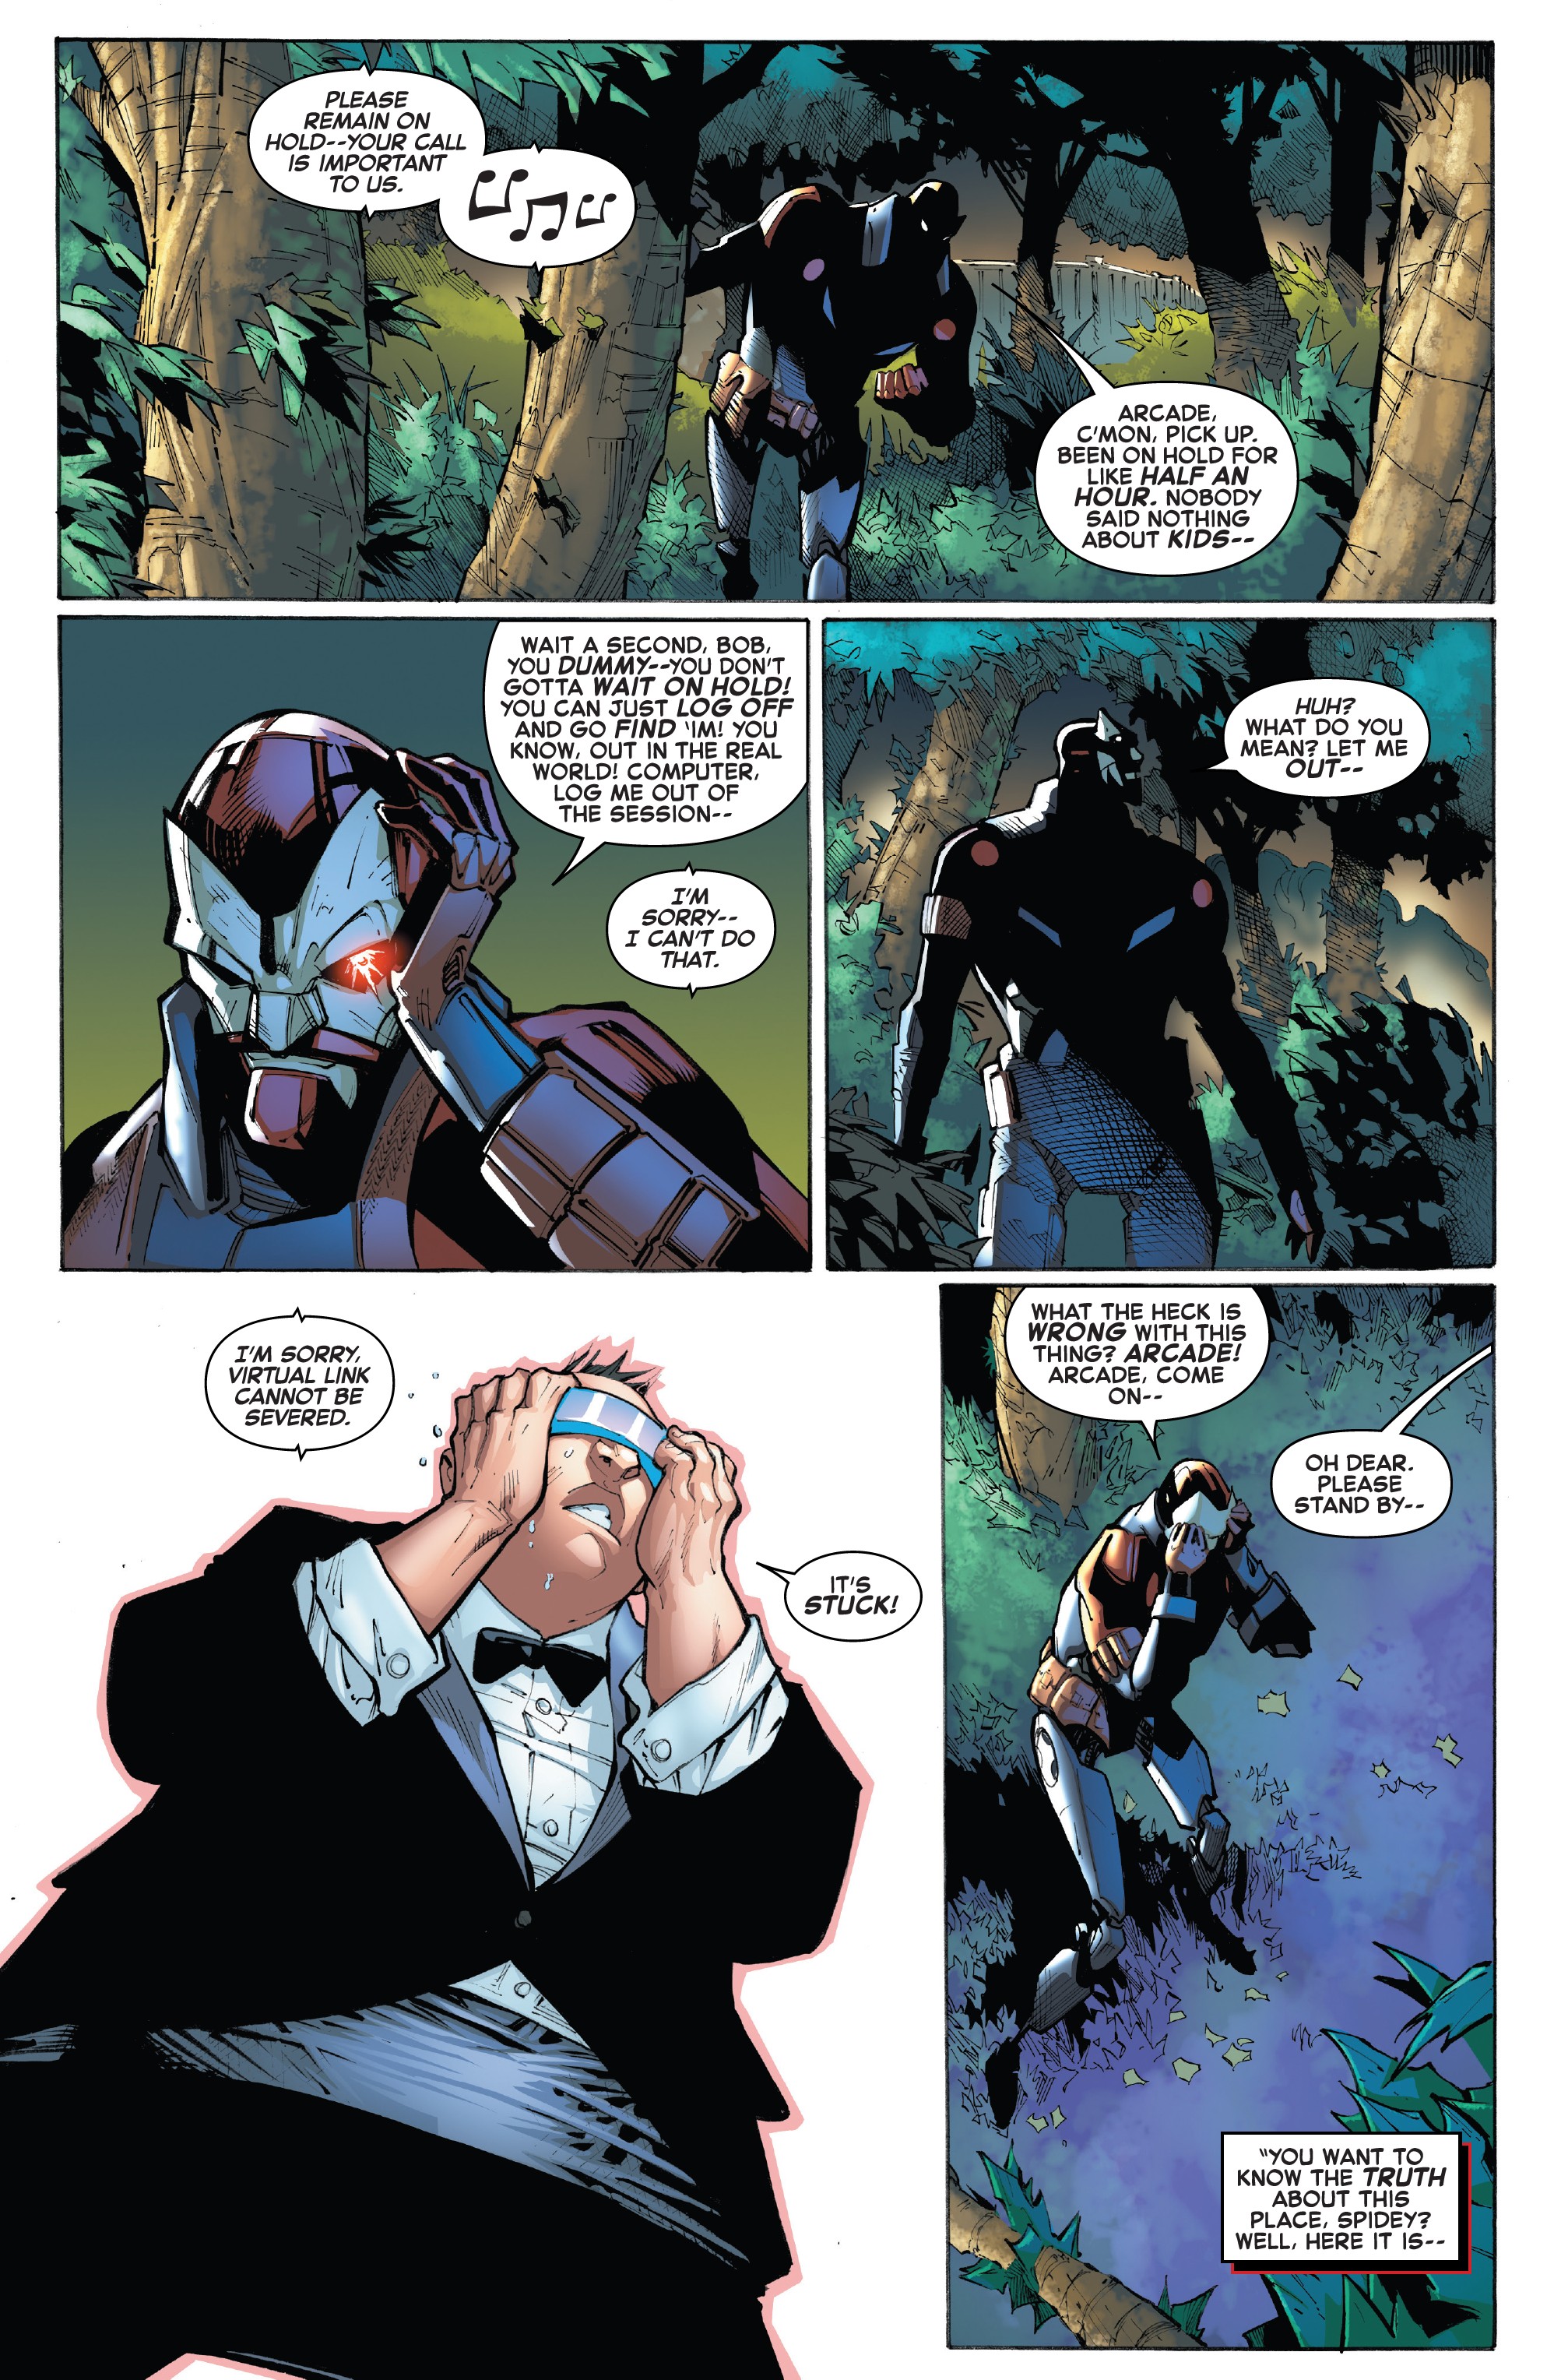 PLEASE
REMAIN ON
HOLD--YOUR CALL
IS IMPORTANT
TO US.
ARCADE,
C'MON, PICK UP.
BEEN ON HOLD FOR
LIKE HALF AN
HOUR. NOBODY
SAID NOTHING
ABOUT KIDS--
WAIT A SECOND, BOB,
YOU DUMMY--YOU DON'T
GOTTA WAIT ON HOLD!
YOU CAN JUST LOG OFF
AND GO FIND 'IM! YOU
KNOW, OUT IN THE REAL
WORLD! COMPUTER,
LOG ME OUT OF
THE SESSION--
I'M
SORRY--
I CAN'T DO
THAT.
HUH?
WHAT DO YOU
MEAN? LET ME
OUT--
I'M SORRY,
VIRTUAL LINK
CANNOT BE
SEVERED.
IT'S
STUCK!
WHAT THE HECK IS
WRONG WITH THIS
THING? ARCADE!
ARCADE, COME
ON--
OH DEAR.
PLEASE
STAND BY--
"YOU WANT TO
KNOW THE TRUTH
ABOUT THIS
PLACE, SPIDEY?
WELL, HERE IT IS--